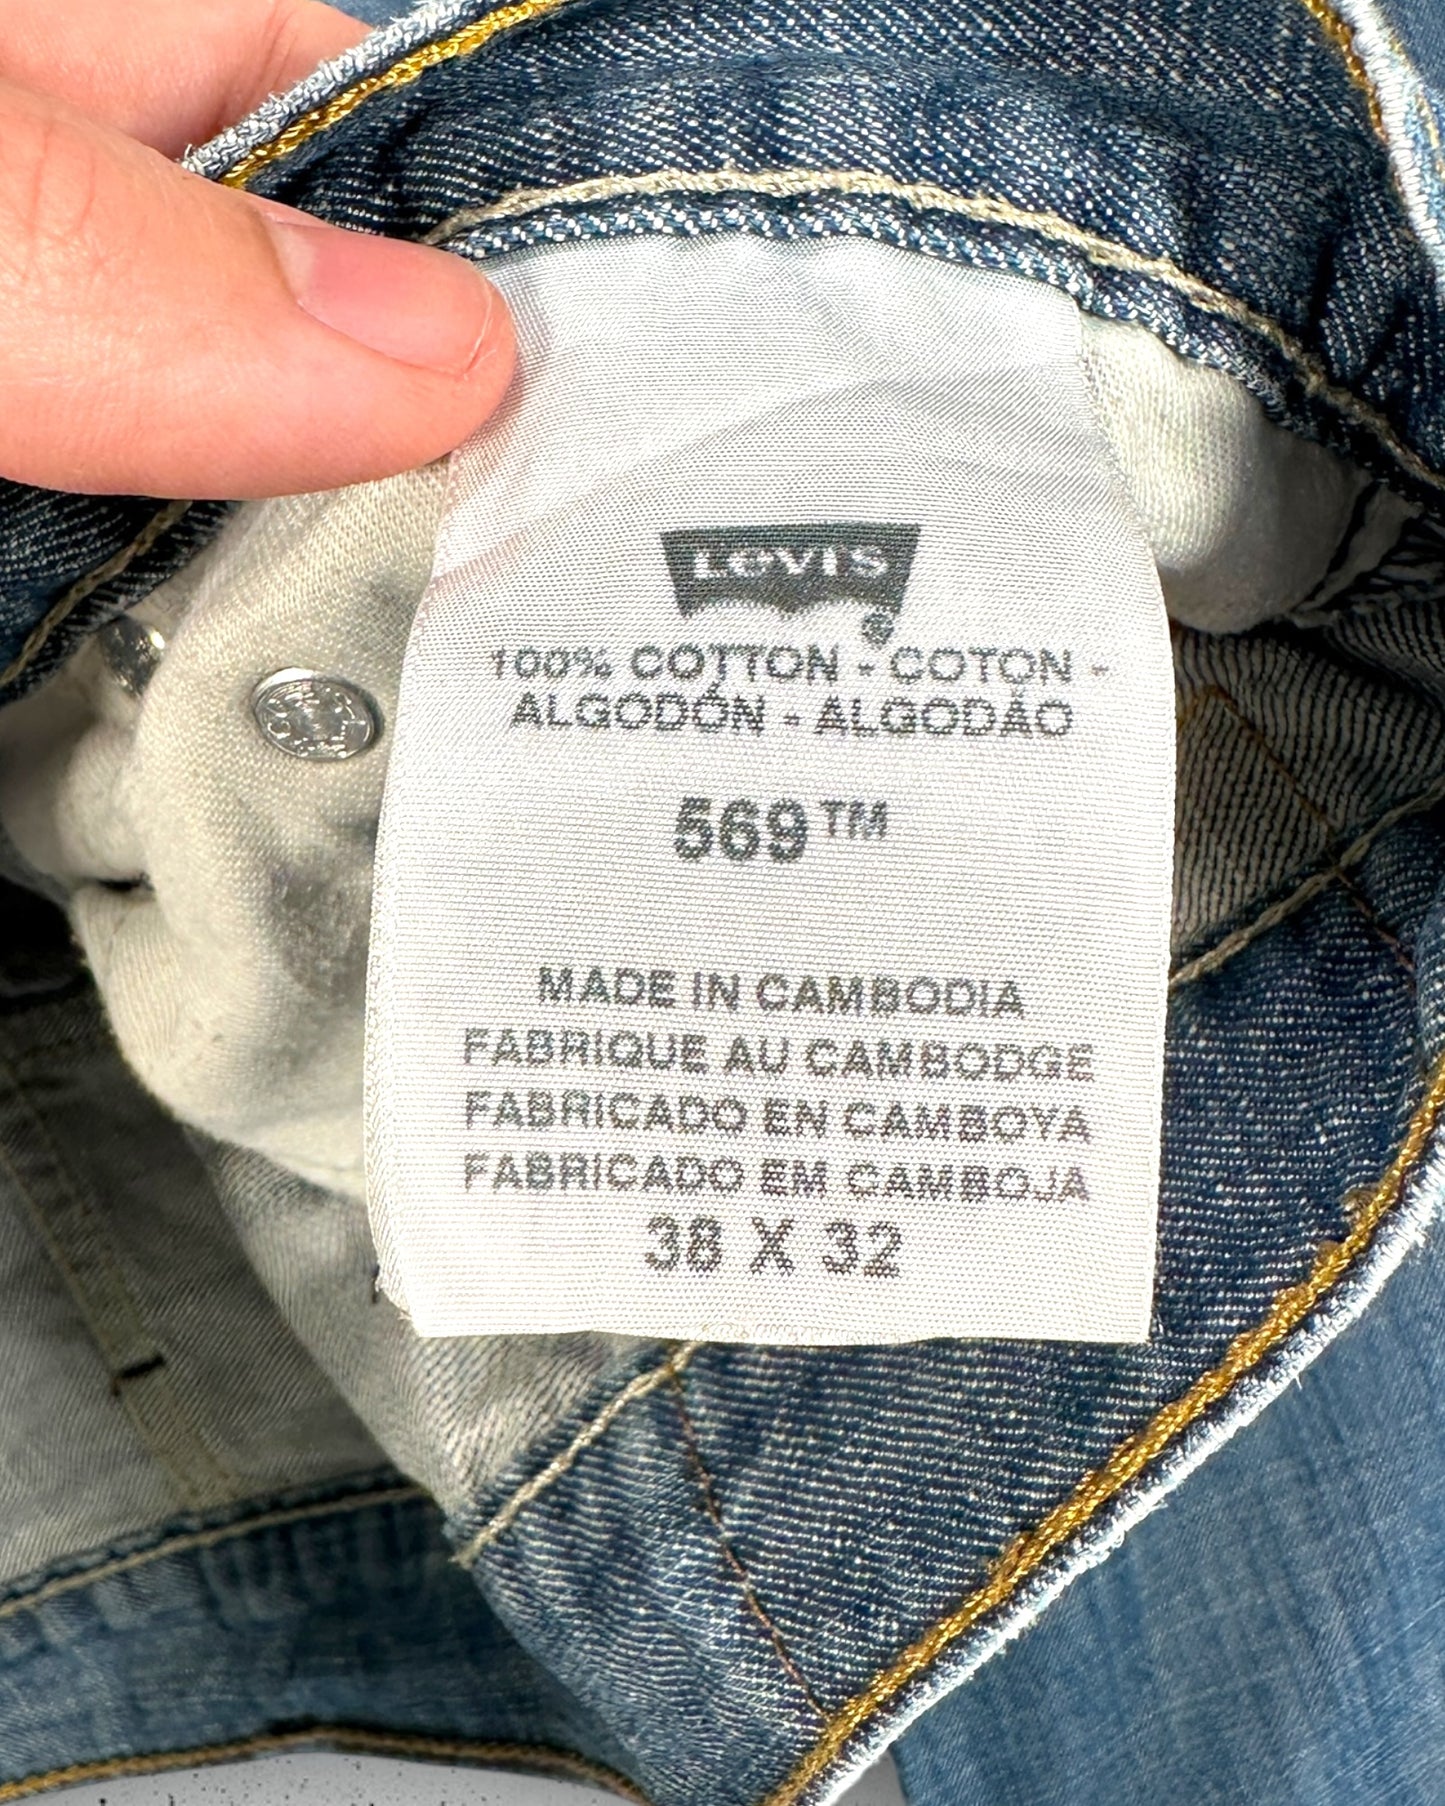 Levi's
®
100% COTTON - COTON -
ALGODÓN - ALGODÃO
569™
MADE IN CAMBODIA
FABRIQUE AU CAMBODGE
FABRICADO EN CAMBOYA
FABRICADO EM CAMBOJA
38 X 32